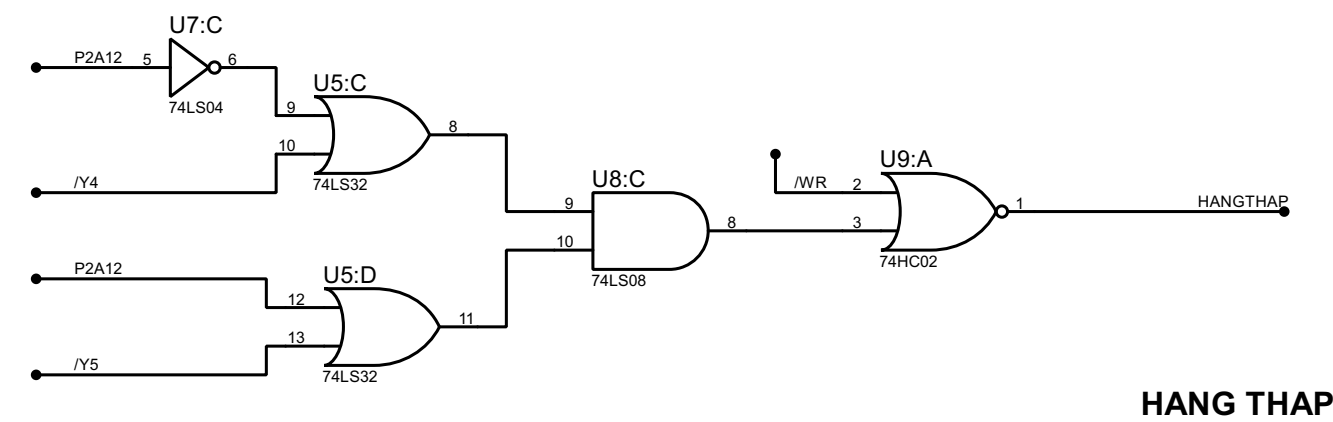 U7:C
P2A12
5
6
74LS04
U5:C
9
10
8
/Y4
74LS32
U8:C
9
10
8
74LS08
/WR
U9:A
2
3
1
74HC02
HANGTHAP
P2A12
U5:D
12
13
11
/Y5
74LS32
HANG THAP